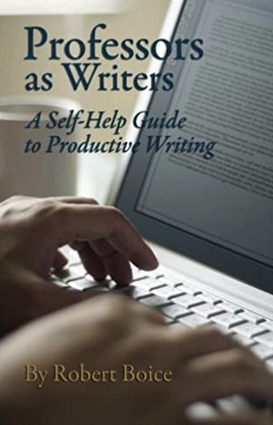 Professors
as Writers
A Self-Help Guide
to Productive Writing
By Robert Boice